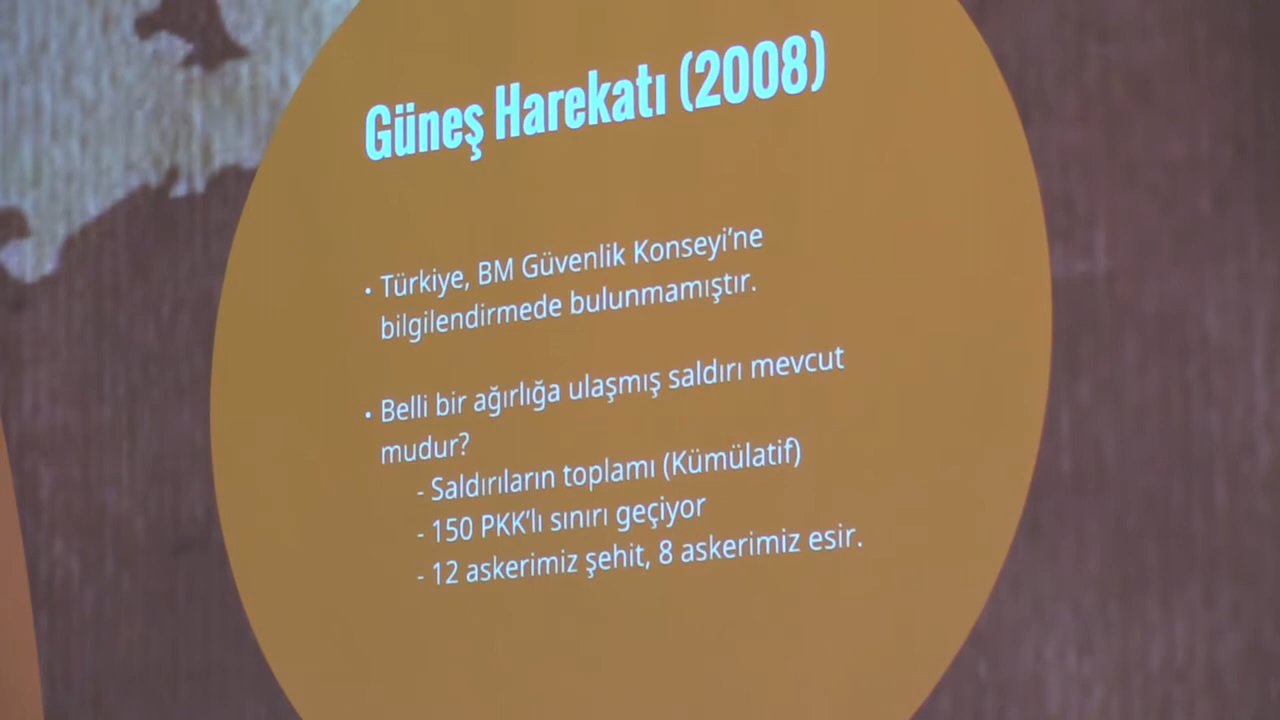 Güneş Harekatı (2008)
• Türkiye, BM Güvenlik Konseyi’ne
bilgilendirmede bulunmamıştır.
• Belli bir ağırlığa ulaşmış saldırı mevcut
mudur?
- Saldırıların toplamı (Kümülatif)
- 150 PKK’lı sınırı geçiyor
- 12 askerimiz şehit, 8 askerimiz esir.